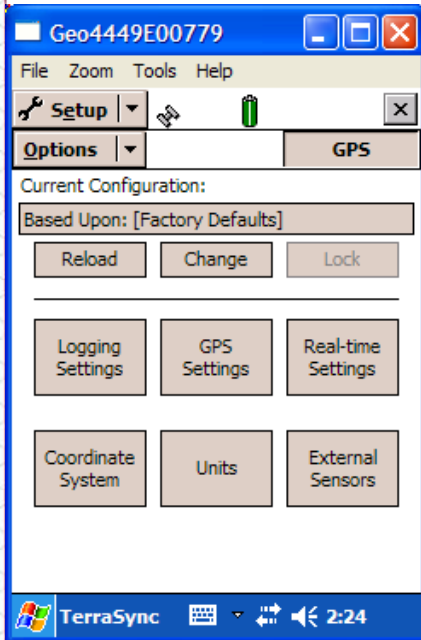 Geo4449E00779
File Zoom Tools Help
Setup
Options GPS
Current Configuration:
Based Upon: [Factory Defaults]
Reload Change Lock
Logging Settings GPS Settings Real-time Settings
Coordinate System Units External Sensors
TerraSync 2:24